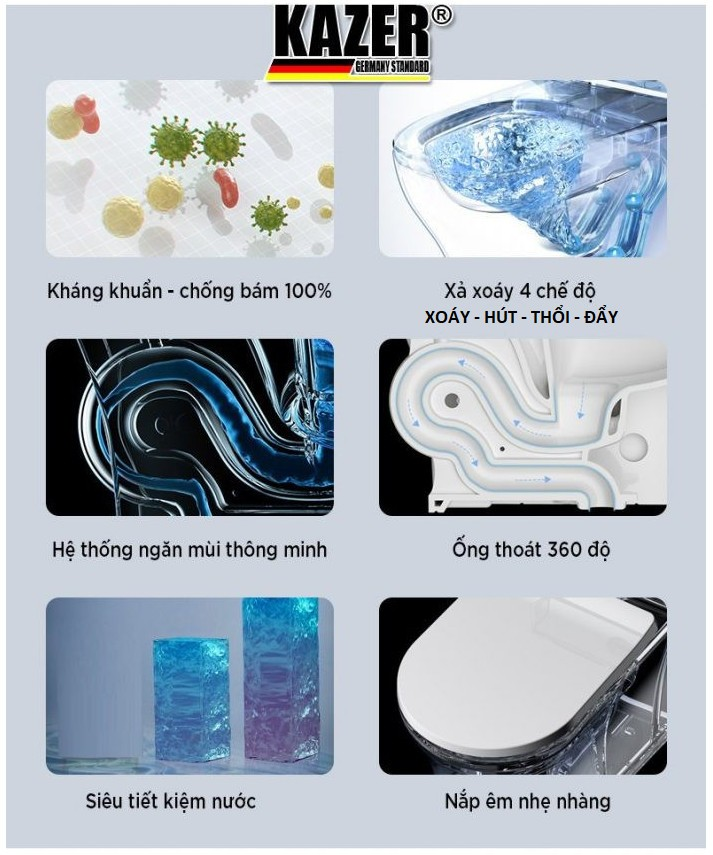 KAZER®
GERMANY STANDARD
Kháng khuẩn - chống bám 100%
Xả xoáy 4 chế độ
XOÁY - HÚT - THỔI - ĐẨY
Hệ thống ngăn mùi thông minh
Ống thoát 360 độ
Siêu tiết kiệm nước
Nắp êm nhẹ nhàng